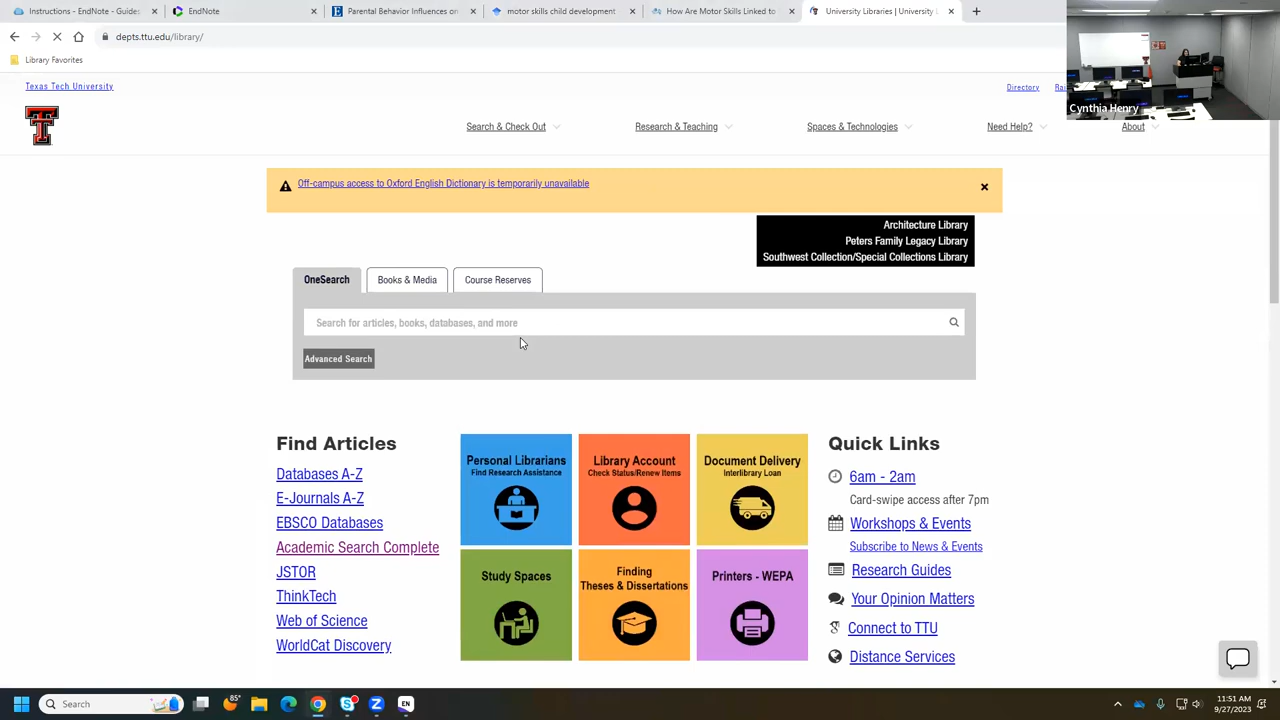 Instructions - EndNote - Guides
EndNote
Parental Behavior Influences on
motor skills child development
How Are Motor Skills Linked to
University Libraries | University L
depts.ttu.edu/library/
Library Favorites
Cynthia Henry
Texas Tech University
Directory
Search & Check Out
Research & Teaching
Spaces & Technologies
Need Help?
About
Off-campus access to Oxford English Dictionary is temporarily unavailable
Architecture Library
Peters Family Legacy Library
Southwest Collection/Special Collections Library
OneSearch
Books & Media
Course Reserves
Search for articles, books, databases, and more
Advanced Search
Find Articles
Databases A-Z
E-Journals A-Z
EBSCO Databases
Academic Search Complete
JSTOR
ThinkTech
Web of Science
WorldCat Discovery
Personal Librarians
Find Research Assistance
Library Account
Check Status/Renew Items
Document Delivery
Interlibrary Loan
Study Spaces
Finding
Theses & Dissertations
Printers - WEPA
Quick Links
6am - 2am
Card-swipe access after 7pm
Workshops & Events
Subscribe to News & Events
Research Guides
Your Opinion Matters
Connect to TTU
Distance Services
Search
85°
EN
11:51 AM
9/27/2023